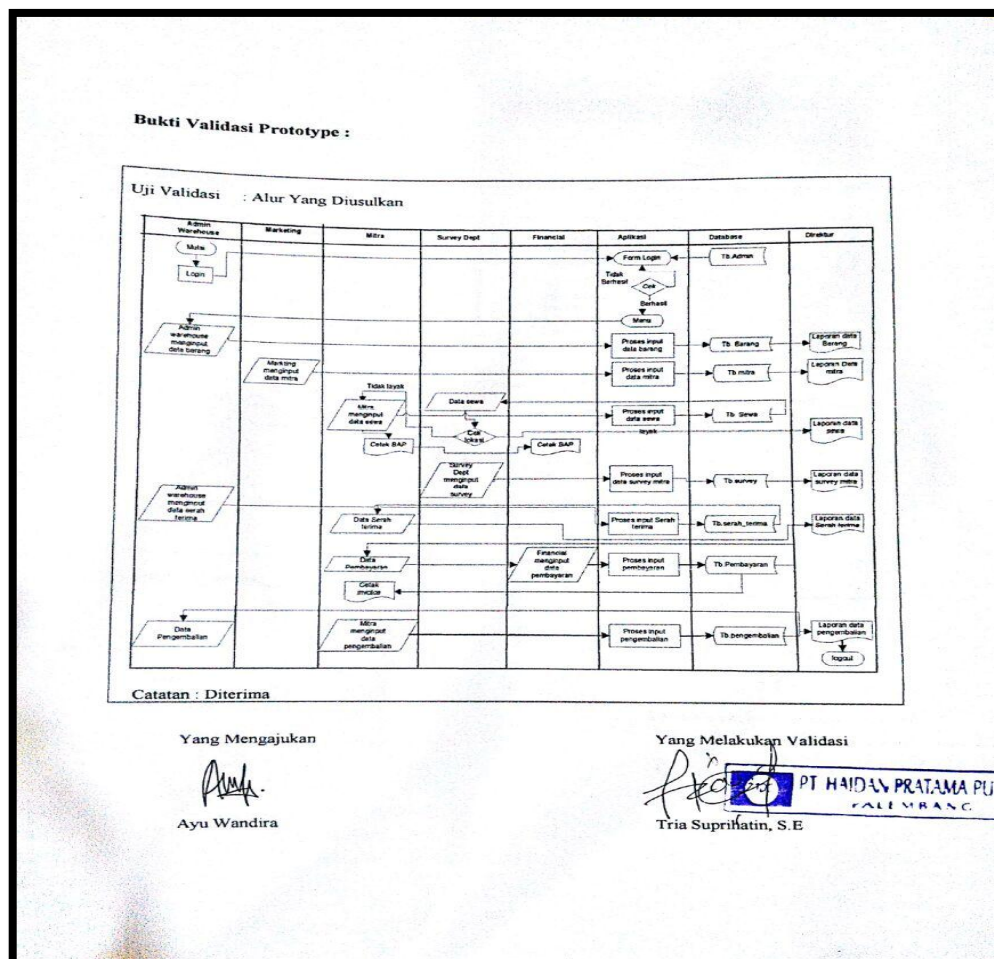 Bukti Validasi Prototype :
Uji Validasi : Alur Yang Diusulkan
Admin
Warehouse
Marketing
Mitra
Survey Dept
Financial
Aplikasi
Database
Direktur
Mulai
Form Login
Tb.Admin
Login
Tidak
Berhasil
Cek
Berhasil
Menu
Admin
warehouse
menginput
data barang
Proses input
data barang
Tb. Barang
Laporan data
Barang
Marketing
menginput
data mitra
Proses input
data mitra
Tb.mitra
Laporan Data
mitra
Tidak layak
Mitra
menginput
data sewa
Data sewa
Proses input
data sewa
Tb. Sewa
Cek
lokasi
layak
Laporan data
sewa
Cetak BAP
Cetak BAP
Survey
Dept
menginput
data
survey
Proses input
data survey mitra
Tb.survey
Laporan data
survey mitra
Admin
warehouse
menginput
data serah
terima
Data Serah
terima
Proses input Serah
terima
Tb.serah_terima
Laporan data
Serah terima
Data
Pembayaran
Financial
menginput
data
pembayaran
Proses input
pembayaran
Tb.Pembayaran
Cetak
invoice
Data
Pengembalian
Mitra
menginput
data
pengembalian
Proses input
pengembalian
Tb.pengembalian
Laporan data
pengembalian
logout
Catatan : Diterima
Yang Mengajukan
Yang Melakukan Validasi
PT HAIDAN PRATAMA PU
PALEMBANG
Ayu Wandira
Tria Suprihatin, S.E